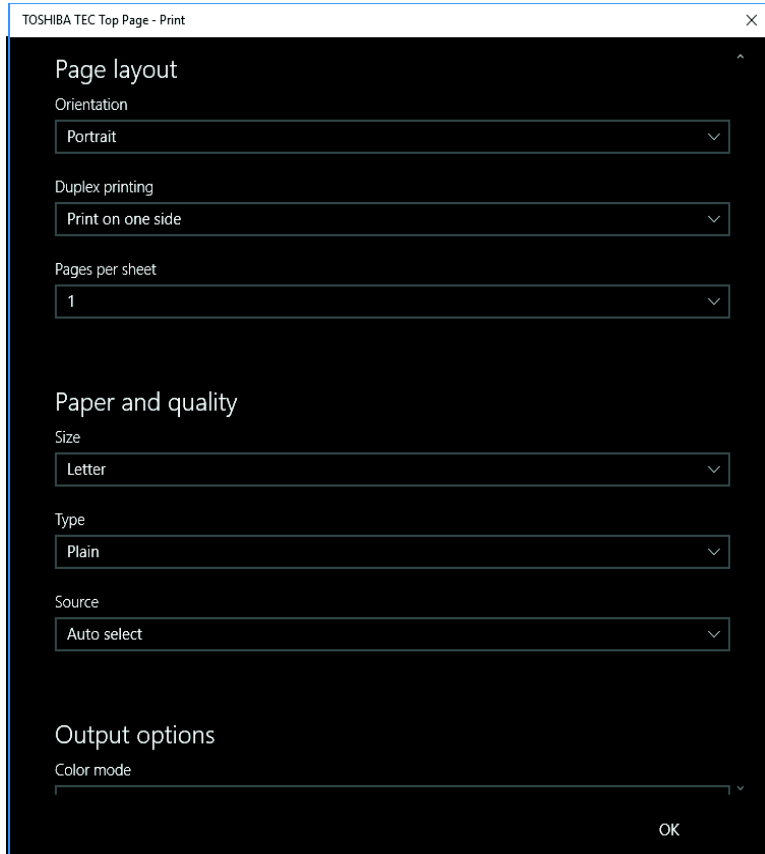 TOSHIBA TEC Top Page - Print
Page layout
Orientation
Portrait
Duplex printing
Print on one side
Pages per sheet
1
Paper and quality
Size
Letter
Type
Plain
Source
Auto select
Output options
Color mode
OK